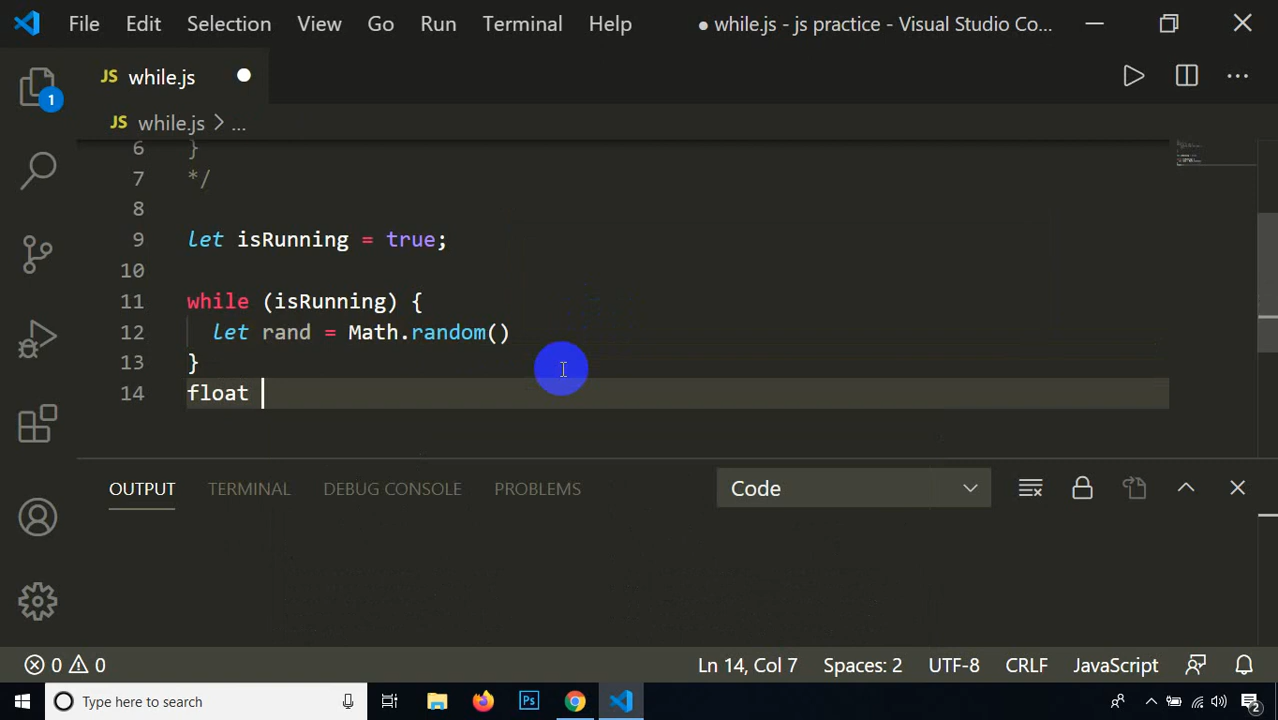 File Edit Selection View Go Run Terminal Help ● while.js - js practice - Visual Studio Co...
JS while.js
1
JS while.js > ...
6 }
7 */
8
9 let isRunning = true;
10
11 while (isRunning) {
12 let rand = Math.random()
13 }
14 float
OUTPUT TERMINAL DEBUG CONSOLE PROBLEMS Code
0 0 Ln 14, Col 7 Spaces: 2 UTF-8 CRLF JavaScript
Type here to search Ps 2